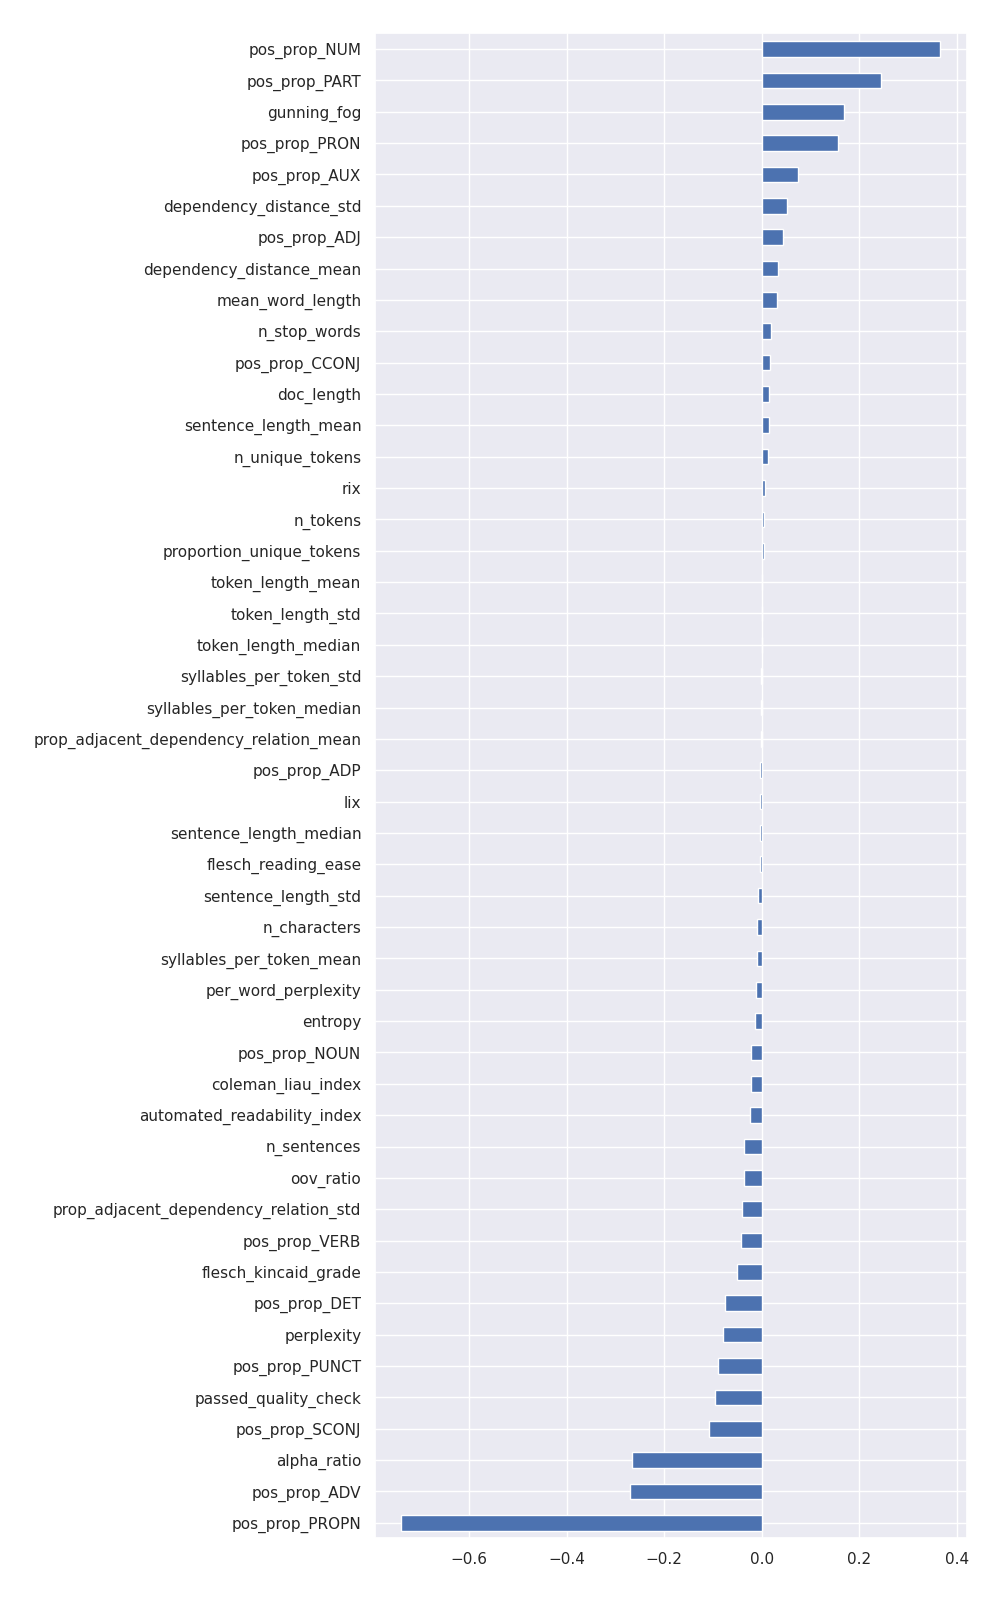 pos_prop_NUM
pos_prop_PART
gunning_fog
pos_prop_PRON
pos_prop_AUX
dependency_distance_std
pos_prop_ADJ
dependency_distance_mean
mean_word_length
n_stop_words
pos_prop_CCONJ
doc_length
sentence_length_mean
n_unique_tokens
rix
n_tokens
proportion_unique_tokens
token_length_mean
token_length_std
token_length_median
syllables_per_token_std
syllables_per_token_median
prop_adjacent_dependency_relation_mean
pos_prop_ADP
lix
sentence_length_median
flesch_reading_ease
sentence_length_std
n_characters
syllables_per_token_mean
per_word_perplexity
entropy
pos_prop_NOUN
coleman_liau_index
automated_readability_index
n_sentences
oov_ratio
prop_adjacent_dependency_relation_std
pos_prop_VERB
flesch_kincaid_grade
pos_prop_DET
perplexity
pos_prop_PUNCT
passed_quality_check
pos_prop_SCONJ
alpha_ratio
pos_prop_ADV
pos_prop_PROPN
−0.6 −0.4 −0.2 0.0 0.2 0.4